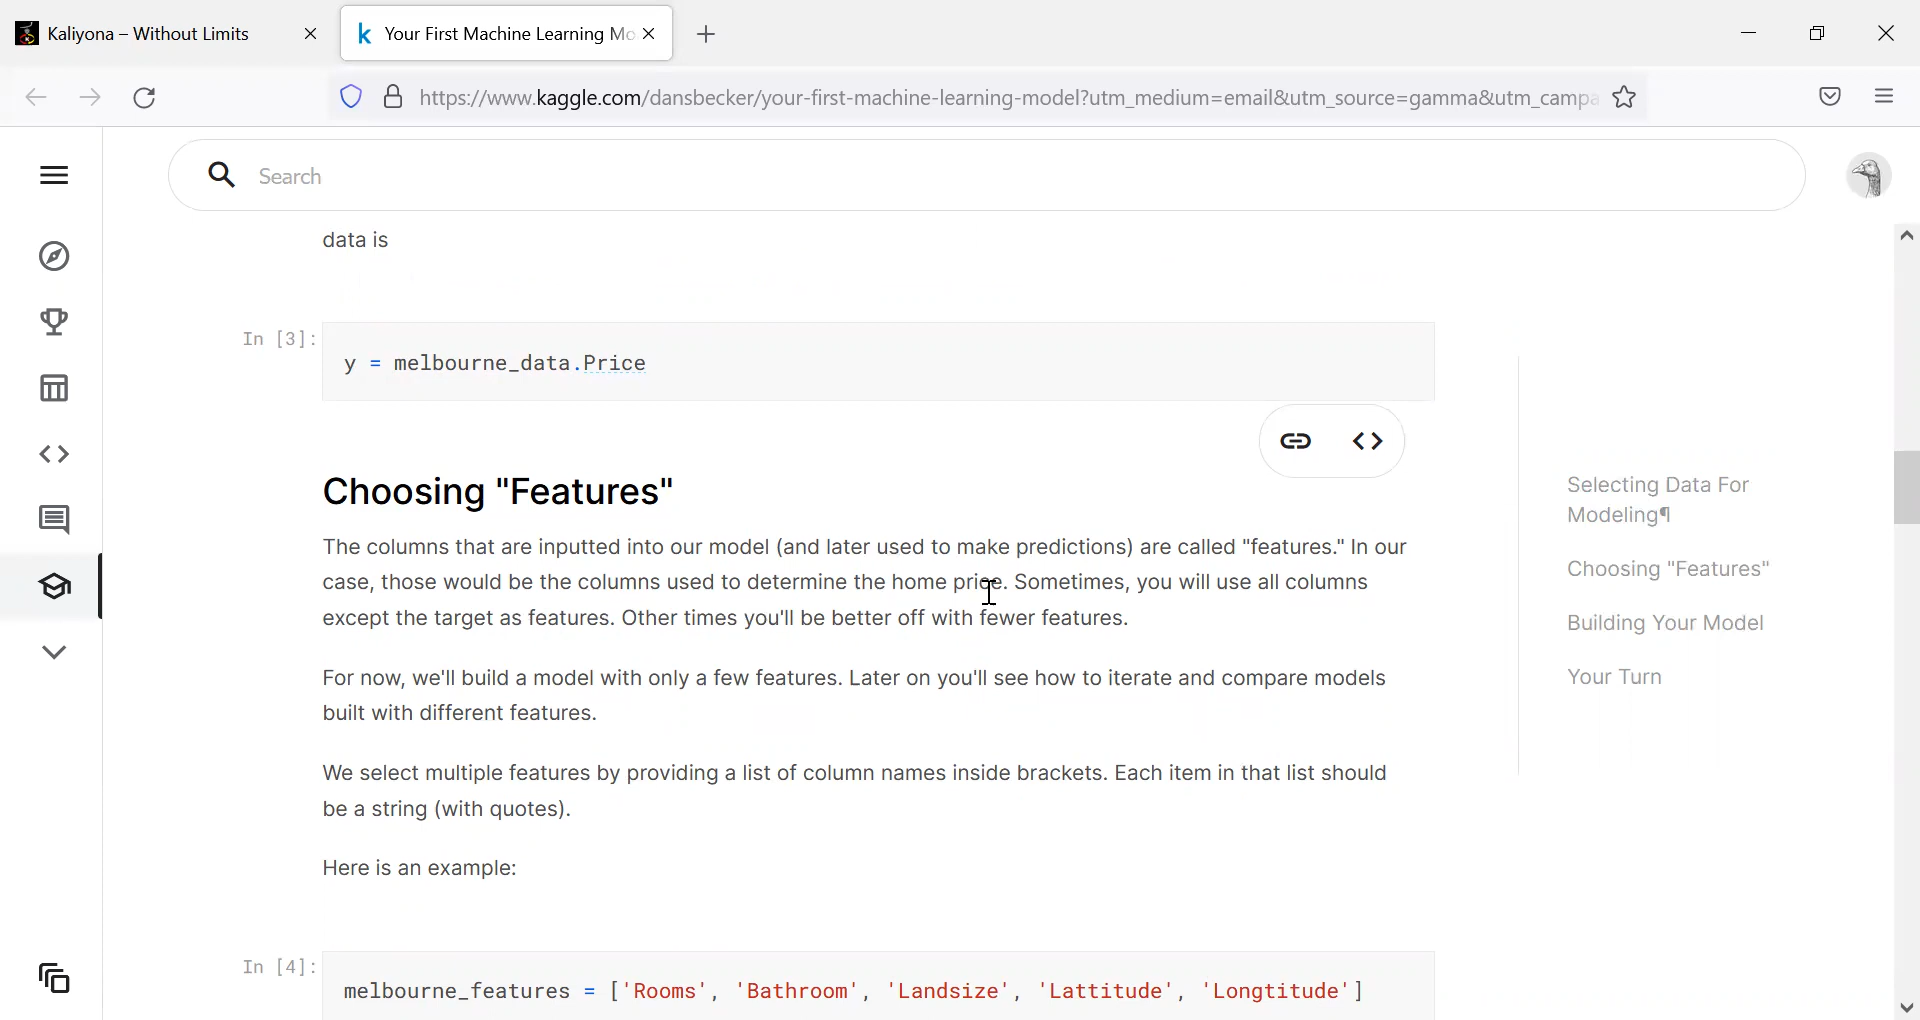 Kaliyona – Without Limits
Your First Machine Learning Mo
https://www.kaggle.com/dansbecker/your-first-machine-learning-model?utm_medium=email&utm_source=gamma&utm_campa
Search
data is
In [3]:
y = melbourne_data.Price
Choosing "Features"
The columns that are inputted into our model (and later used to make predictions) are called "features." In our
case, those would be the columns used to determine the home price. Sometimes, you will use all columns
except the target as features. Other times you'll be better off with fewer features.
For now, we'll build a model with only a few features. Later on you'll see how to iterate and compare models
built with different features.
We select multiple features by providing a list of column names inside brackets. Each item in that list should
be a string (with quotes).
Here is an example:
In [4]:
melbourne_features = ['Rooms', 'Bathroom', 'Landsize', 'Lattitude', 'Longtitude']
Selecting Data For
Modeling¶
Choosing "Features"
Building Your Model
Your Turn